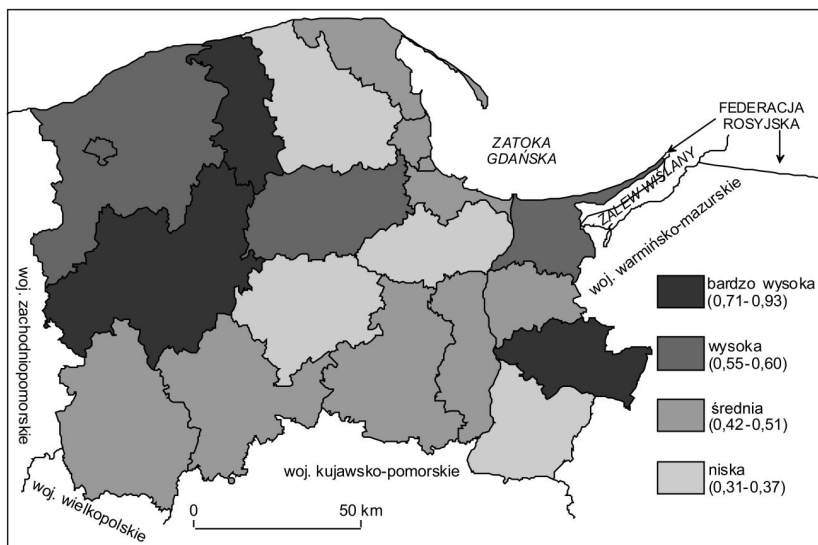 FEDERACJA
ROSYJSKA
ZATOKA
GDAŃSKA
ZALEW WIŚLANY
woj. warmińsko-mazurskie
woj. zachodniopomorskie
bardzo wysoka
(0,71-0,93)
wysoka
(0,55-0,60)
średnia
(0,42-0,51)
niska
(0,31-0,37)
woj. kujawsko-pomorskie
woj. wielkopolskie
0 50 km